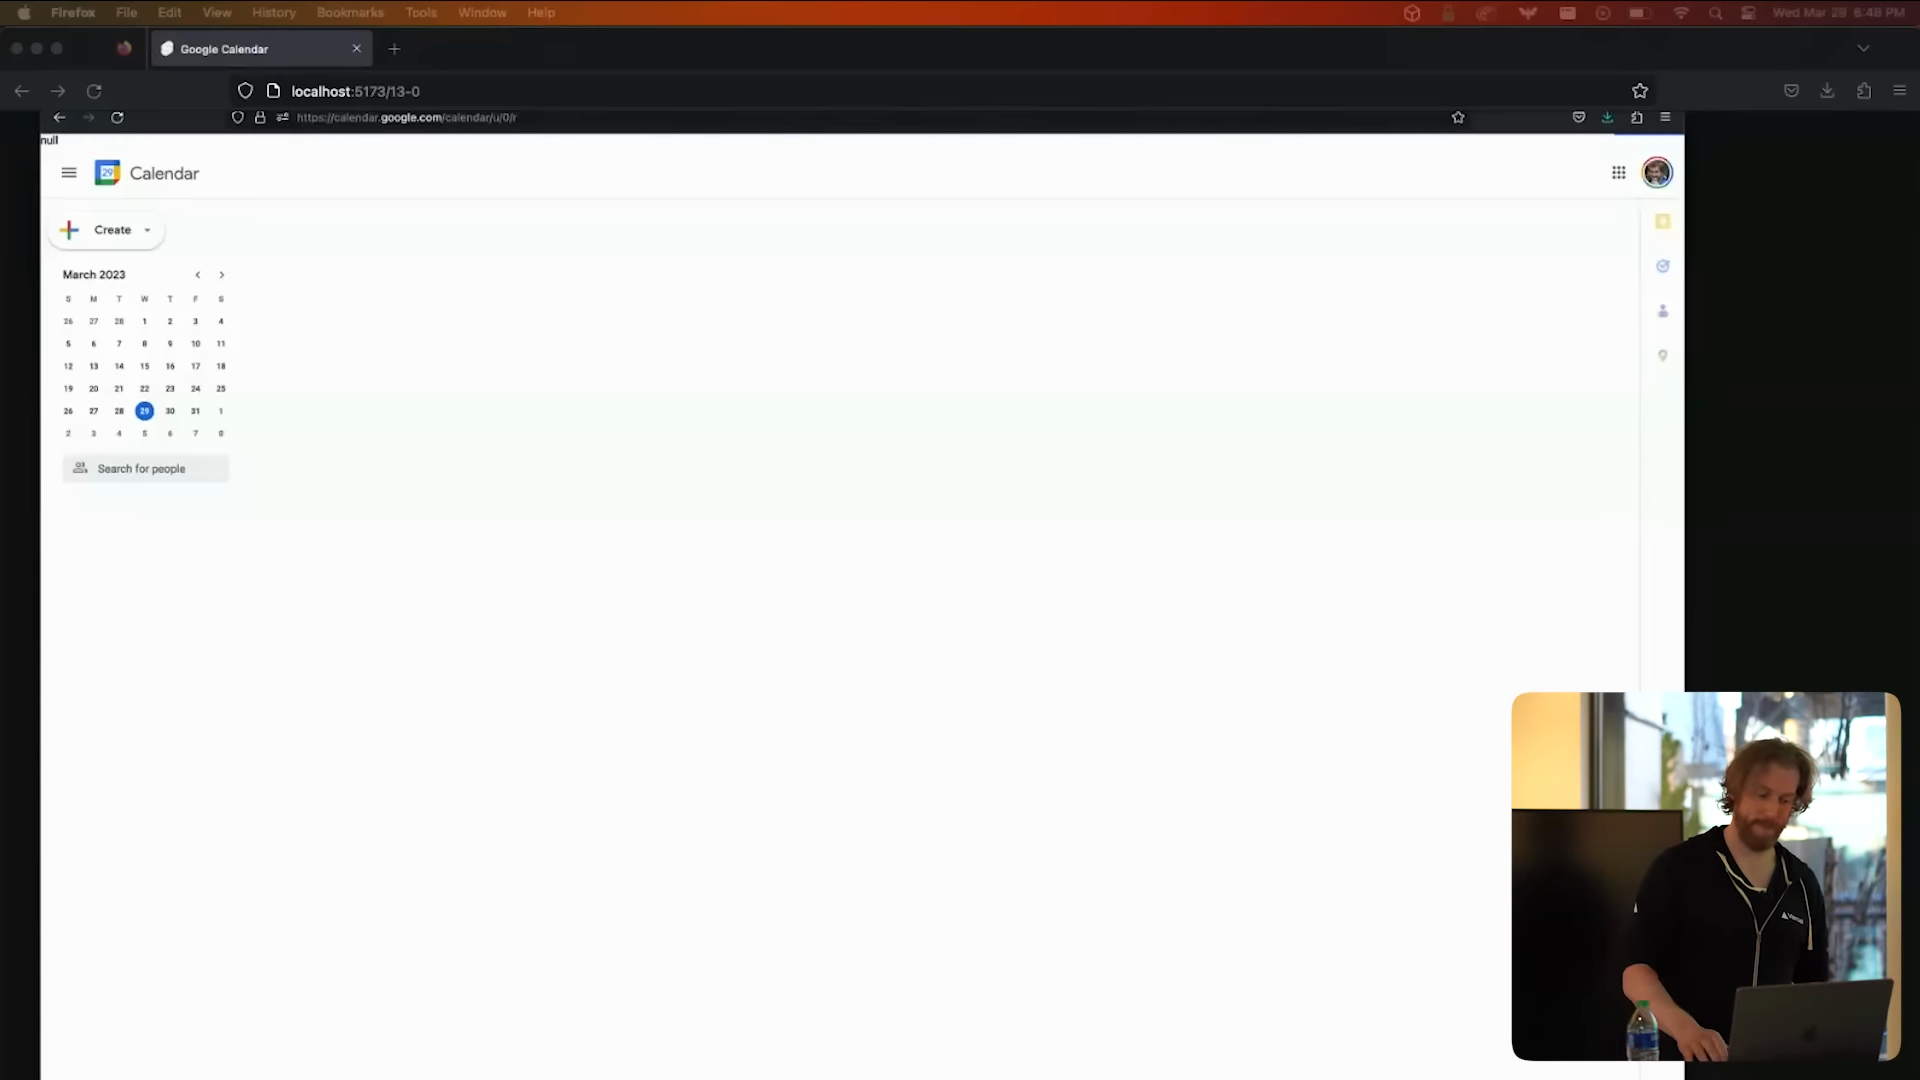 Firefox File Edit View History Bookmarks Tools Window Help
Wed Mar 29 6:48 PM
Google Calendar
localhost:5173/13-0
https://calendar.google.com/calendar/u/0/r
null
29 Calendar
Create
March 2023
S M T W T F S
26 27 28 1 2 3 4
5 6 7 8 9 10 11
12 13 14 15 16 17 18
19 20 21 22 23 24 25
26 27 28 29 30 31 1
2 3 4 5 6 7 8
Search for people